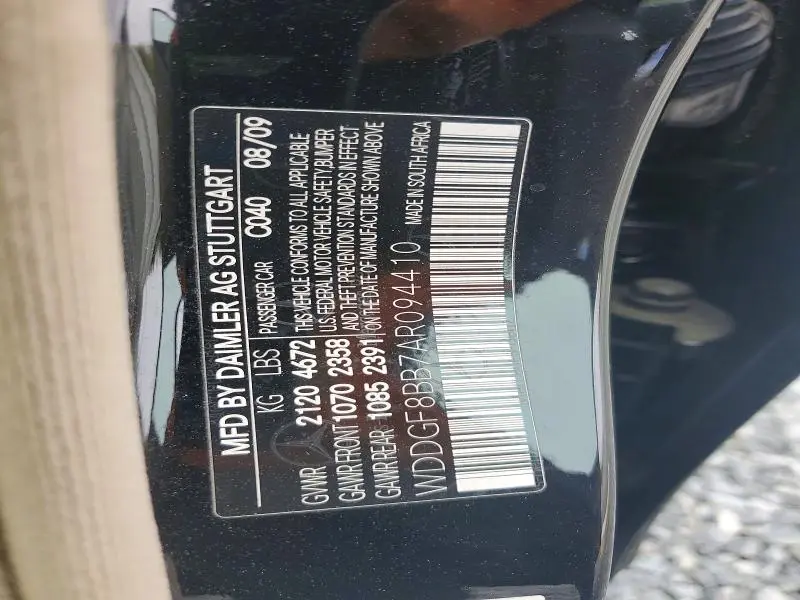 MFD BY DAIMLER AG STUTTGART
KG LBS PASSENGER CAR C040 08/09
GVWR 2120 4672 THIS VEHICLE CONFORMS TO ALL APPLICABLE
GAWR FRONT 1070 2358 U.S. FEDERAL MOTOR VEHICLE SAFETY, BUMPER
GAWR REAR 1085 2391 AND THEFT PREVENTION STANDARDS IN EFFECT
ON THE DATE OF MANUFACTURE SHOWN ABOVE
WDDGF8BB7AR094410 MADE IN SOUTH AFRICA